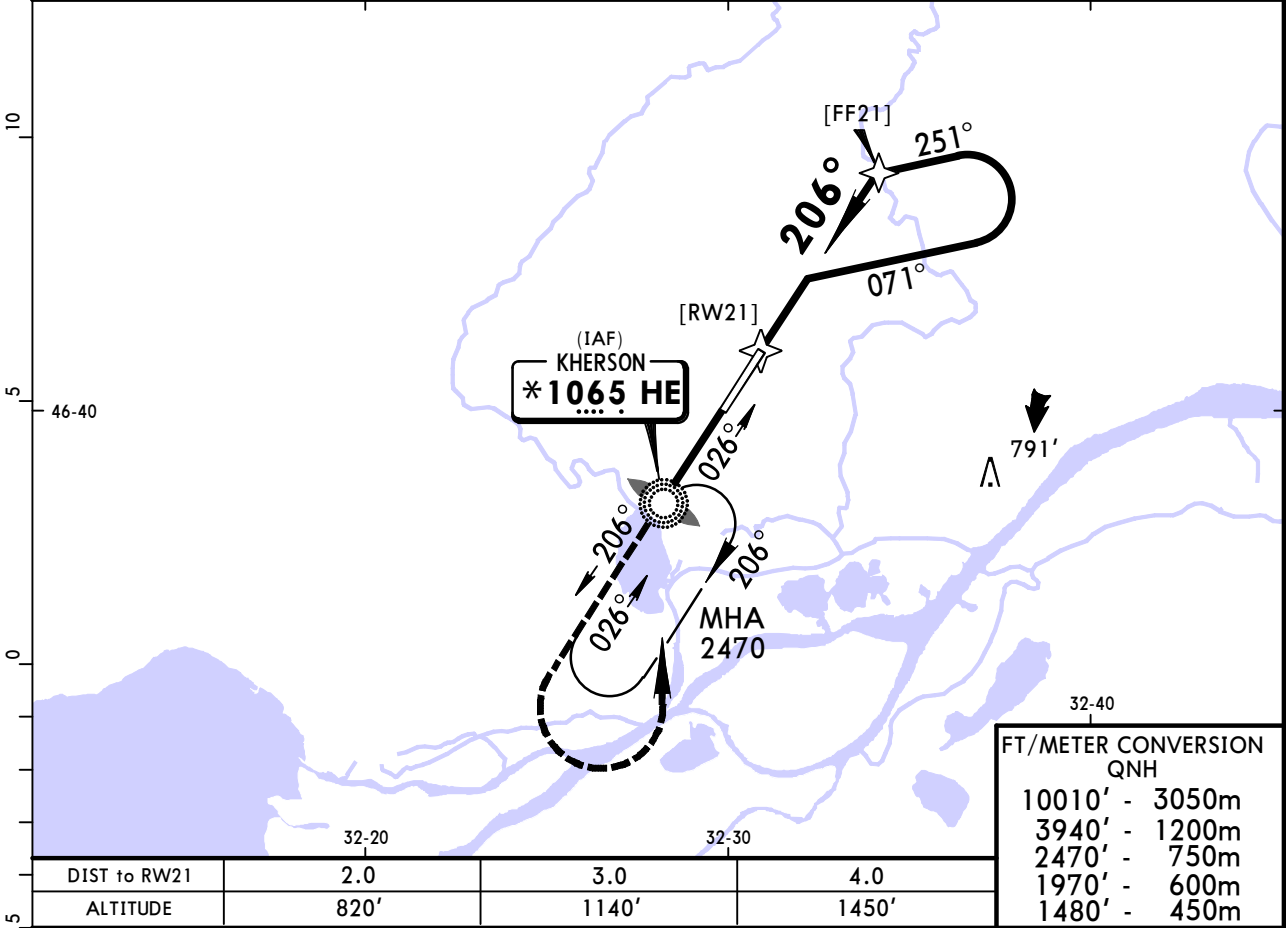 10
[FF21]
251°
206°
071°
[RW21]
(IAF)
KHERSON
*1065 HE
5
46-40
026°
791'
206°
206°
026°
MHA
2470
0
32-40
32-20
32-30
FT/METER CONVERSION
QNH
10010' - 3050m
3940' - 1200m
2470' - 750m
1970' - 600m
1480' - 450m
DIST to RW21 2.0 3.0 4.0
ALTITUDE 820' 1140' 1450'
5